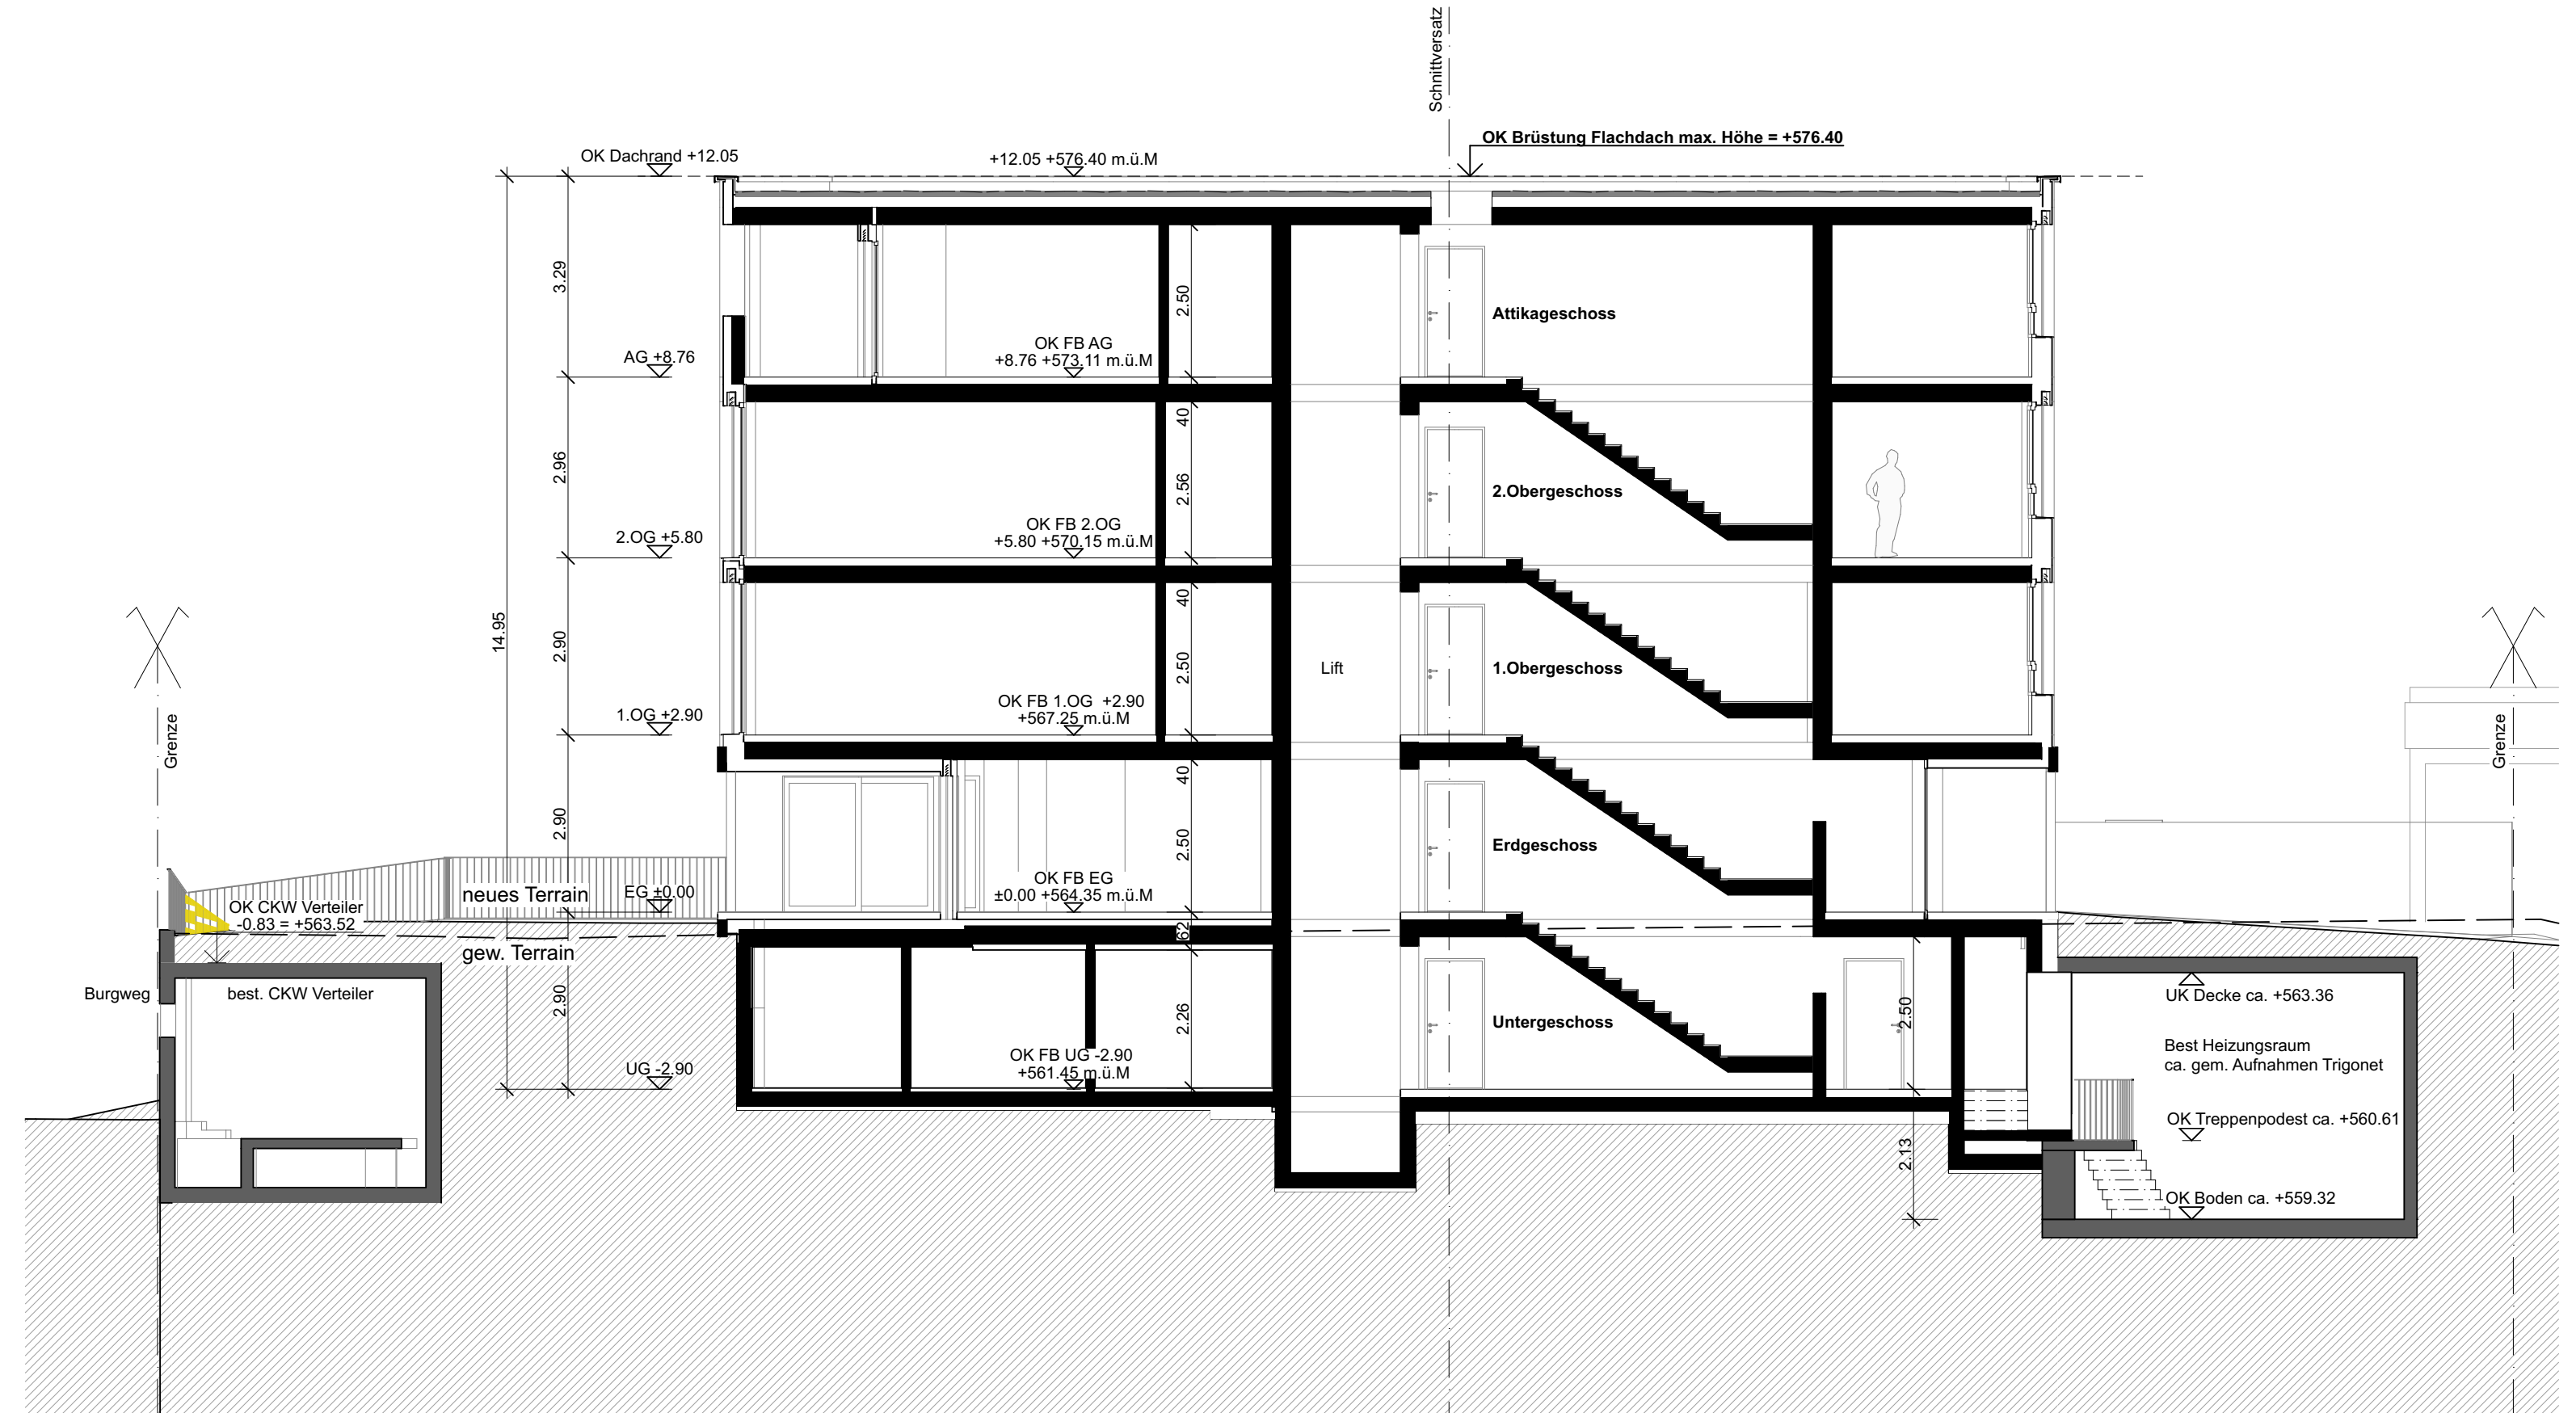 Schnittversatz
OK Brüstung Flachdach max. Höhe = +576.40
OK Dachrand +12.05
+12.05 +576.40 m.ü.M
3.29
2.50
Attikageschoss
AG +8.76
OK FB AG
+8.76 +573.11 m.ü.M
40
2.96
2.56
2.Obergeschoss
2.OG +5.80
OK FB 2.OG
+5.80 +570.15 m.ü.M
40
14.95
2.90
2.50
Lift
1.Obergeschoss
1.OG +2.90
OK FB 1.OG +2.90
+567.25 m.ü.M
Grenze
Grenze
40
2.90
2.50
Erdgeschoss
neues Terrain
EG ±0.00
OK FB EG
±0.00 +564.35 m.ü.M
OK CKW Verteiler
-0.83 = +563.52
62
gew. Terrain
Burgweg
best. CKW Verteiler
2.90
2.26
Untergeschoss
2.50
UK Decke ca. +563.36
Best Heizungsraum
ca. gem. Aufnahmen Trigonet
UG -2.90
OK FB UG -2.90
+561.45 m.ü.M
OK Treppenpodest ca. +560.61
2.13
OK Boden ca. +559.32